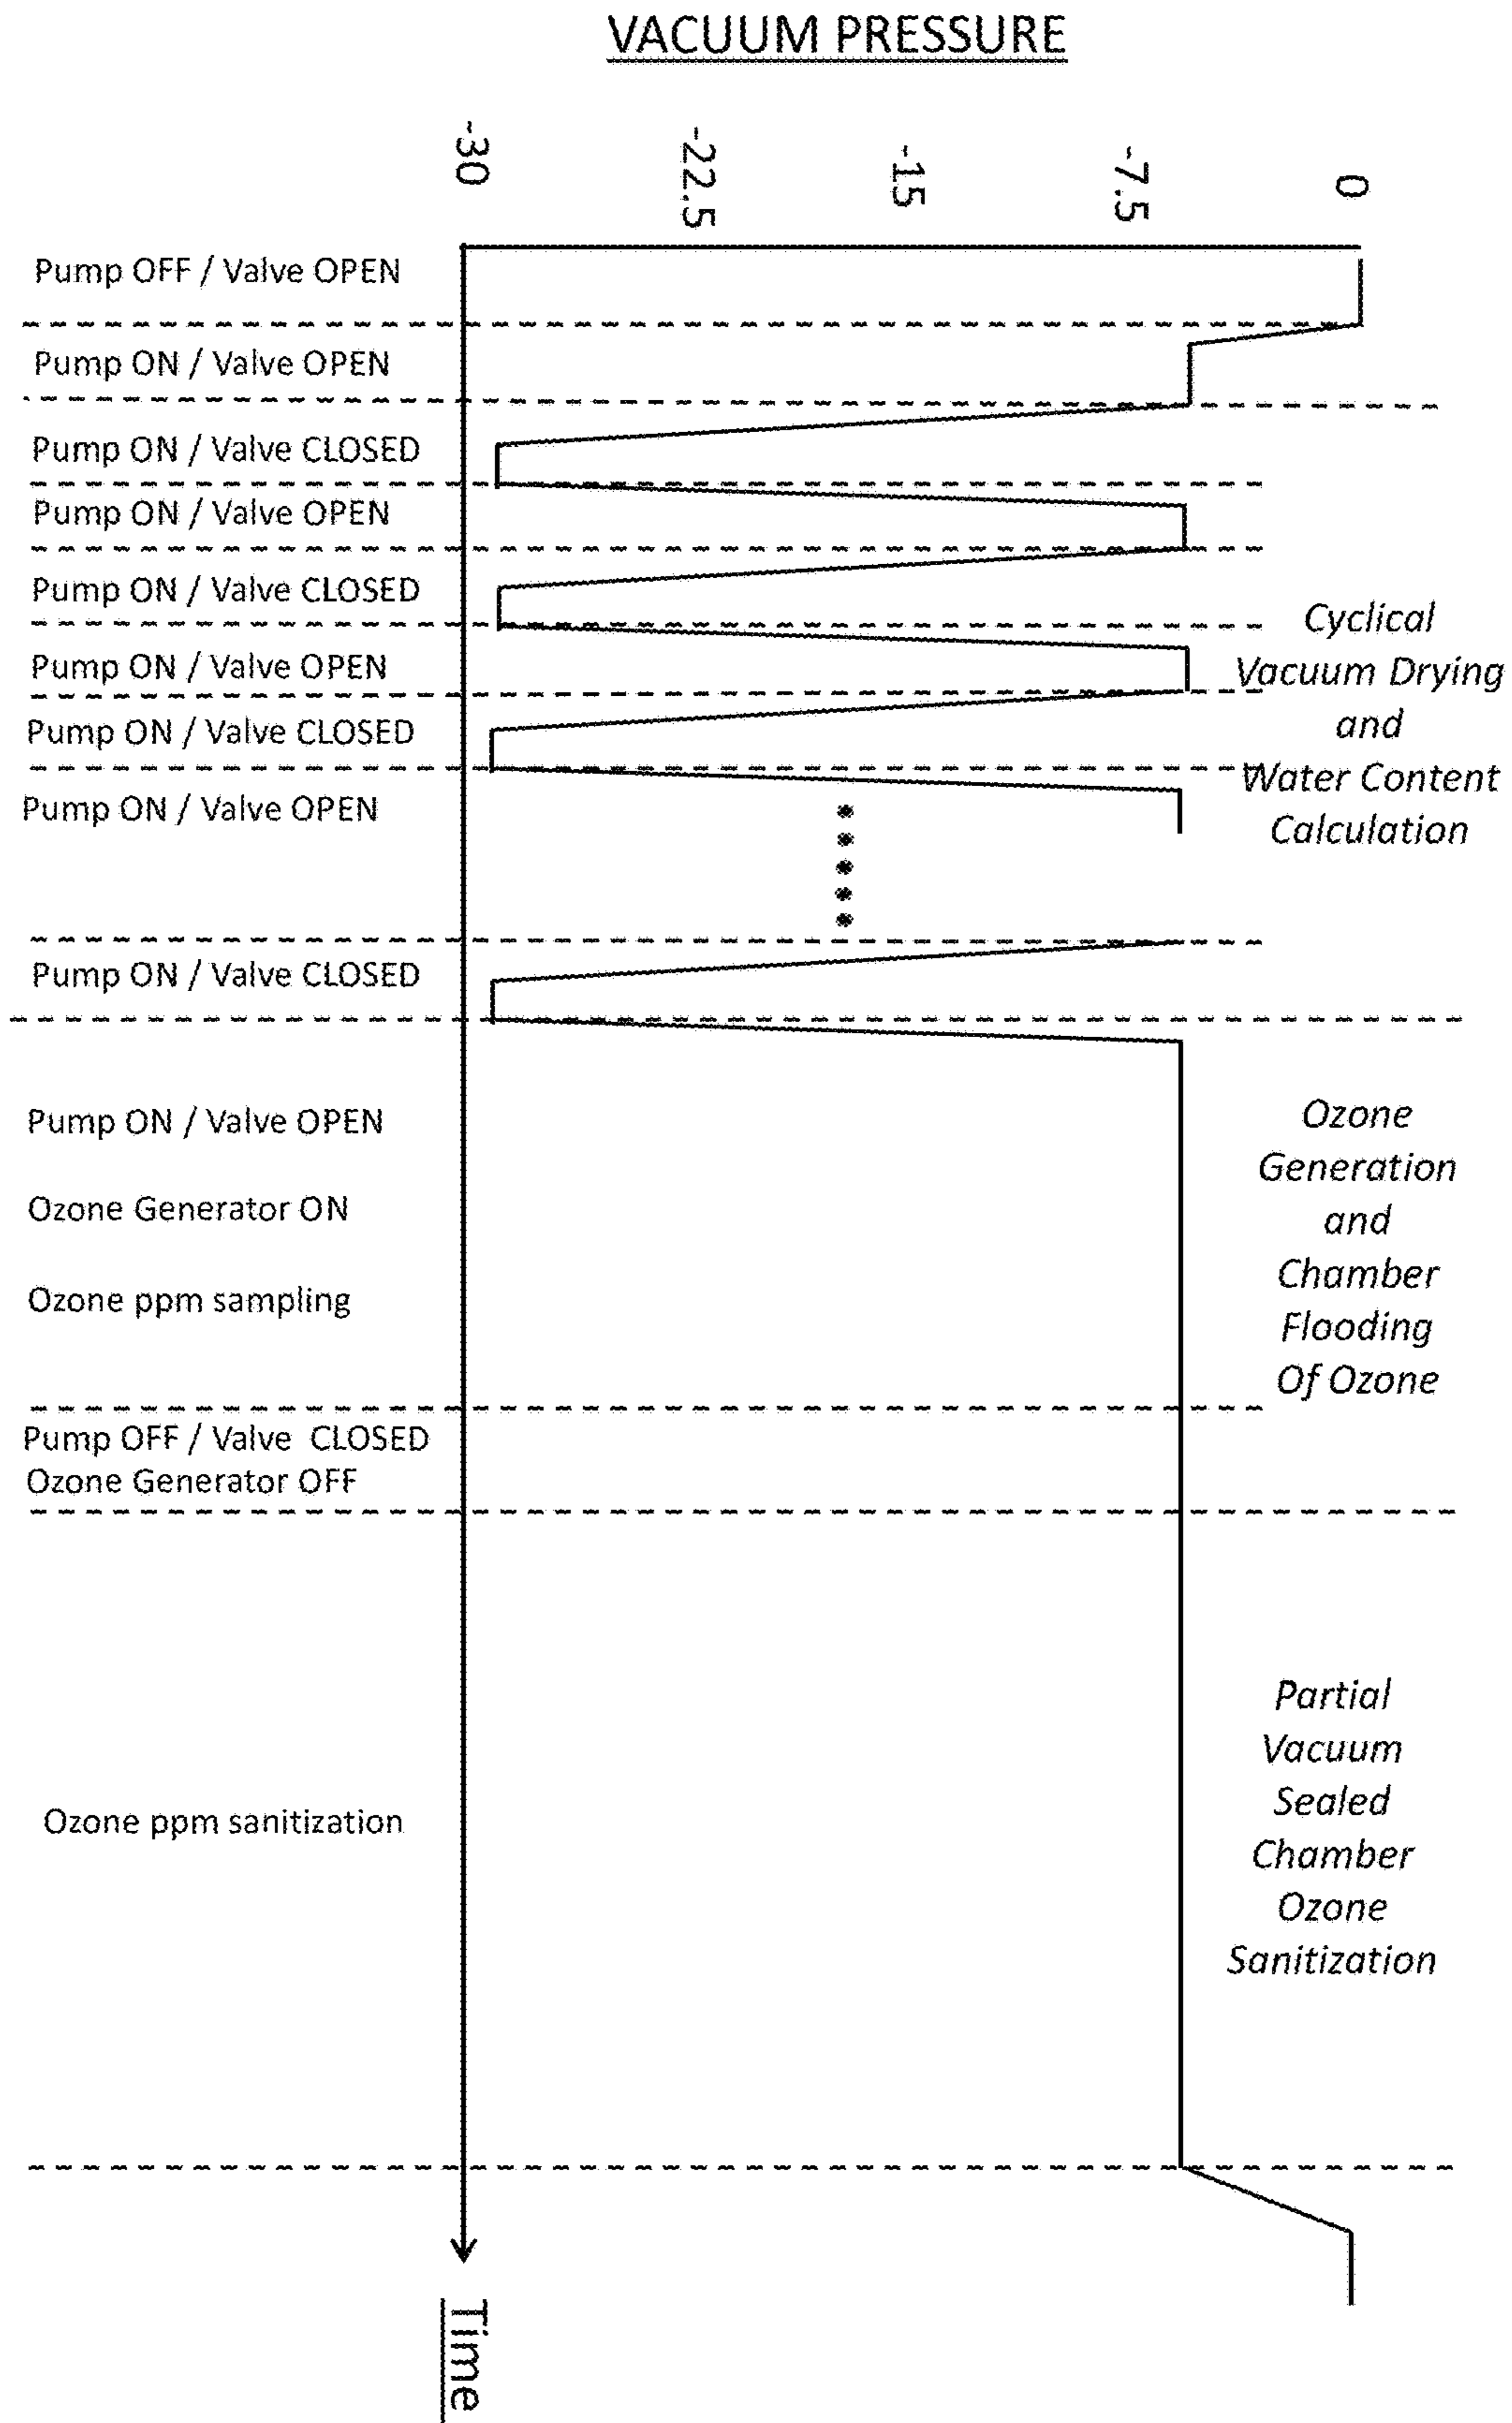 VACUUM PRESSURE
-30
-22.5
-15
-7.5
0
Pump OFF / Valve OPEN
Pump ON / Valve OPEN
Pump ON / Valve CLOSED
Pump ON / Valve OPEN
Pump ON / Valve CLOSED
Pump ON / Valve OPEN
Pump ON / Valve CLOSED
Pump ON / Valve OPEN
Pump ON / Valve CLOSED
Cyclical
Vacuum Drying
and
Water Content
Calculation
Pump ON / Valve OPEN
Ozone Generator ON
Ozone ppm sampling
Ozone
Generation
and
Chamber
Flooding
Of Ozone
Pump OFF / Valve CLOSED
Ozone Generator OFF
Ozone ppm sanitization
Partial
Vacuum
Sealed
Chamber
Ozone
Sanitization
Time